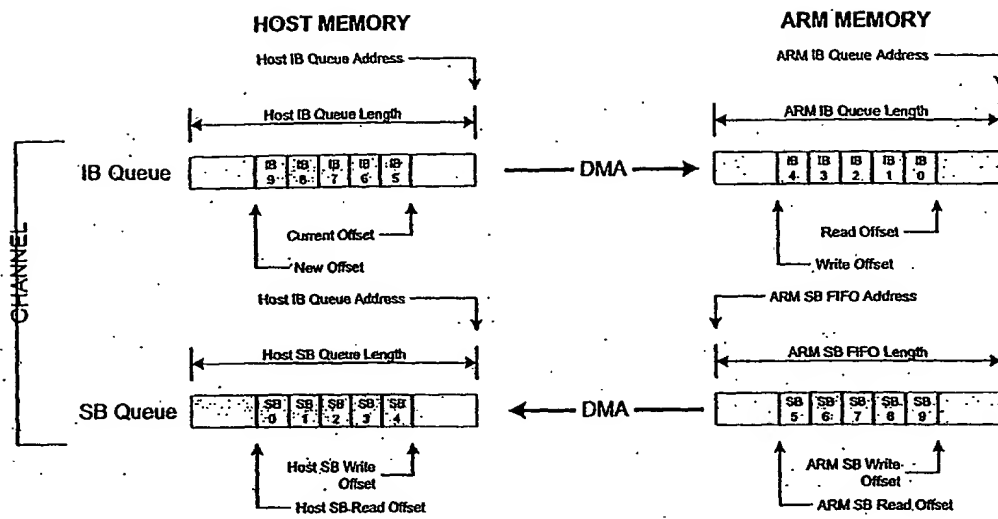 HOST MEMORY
ARM MEMORY
Host IB Queue Address
ARM IB Queue Address
Host IB Queue Length
ARM IB Queue Length
CHANNEL
IB Queue
IB 9
IB 8
IB 7
IB 6
IB 5
DMA
IB 4
IB 3
IB 2
IB 1
IB 0
Current Offset
New Offset
Read Offset
Write Offset
Host IB Queue Address
ARM SB FIFO Address
Host SB Queue Length
ARM SB FIFO Length
SB Queue
SB 0
SB 1
SB 2
SB 3
SB 4
DMA
SB 5
SB 6
SB 7
SB 8
SB 9
Host SB Write
Offset
Host SB Read Offset
ARM SB Write
Offset
ARM SB Read Offset